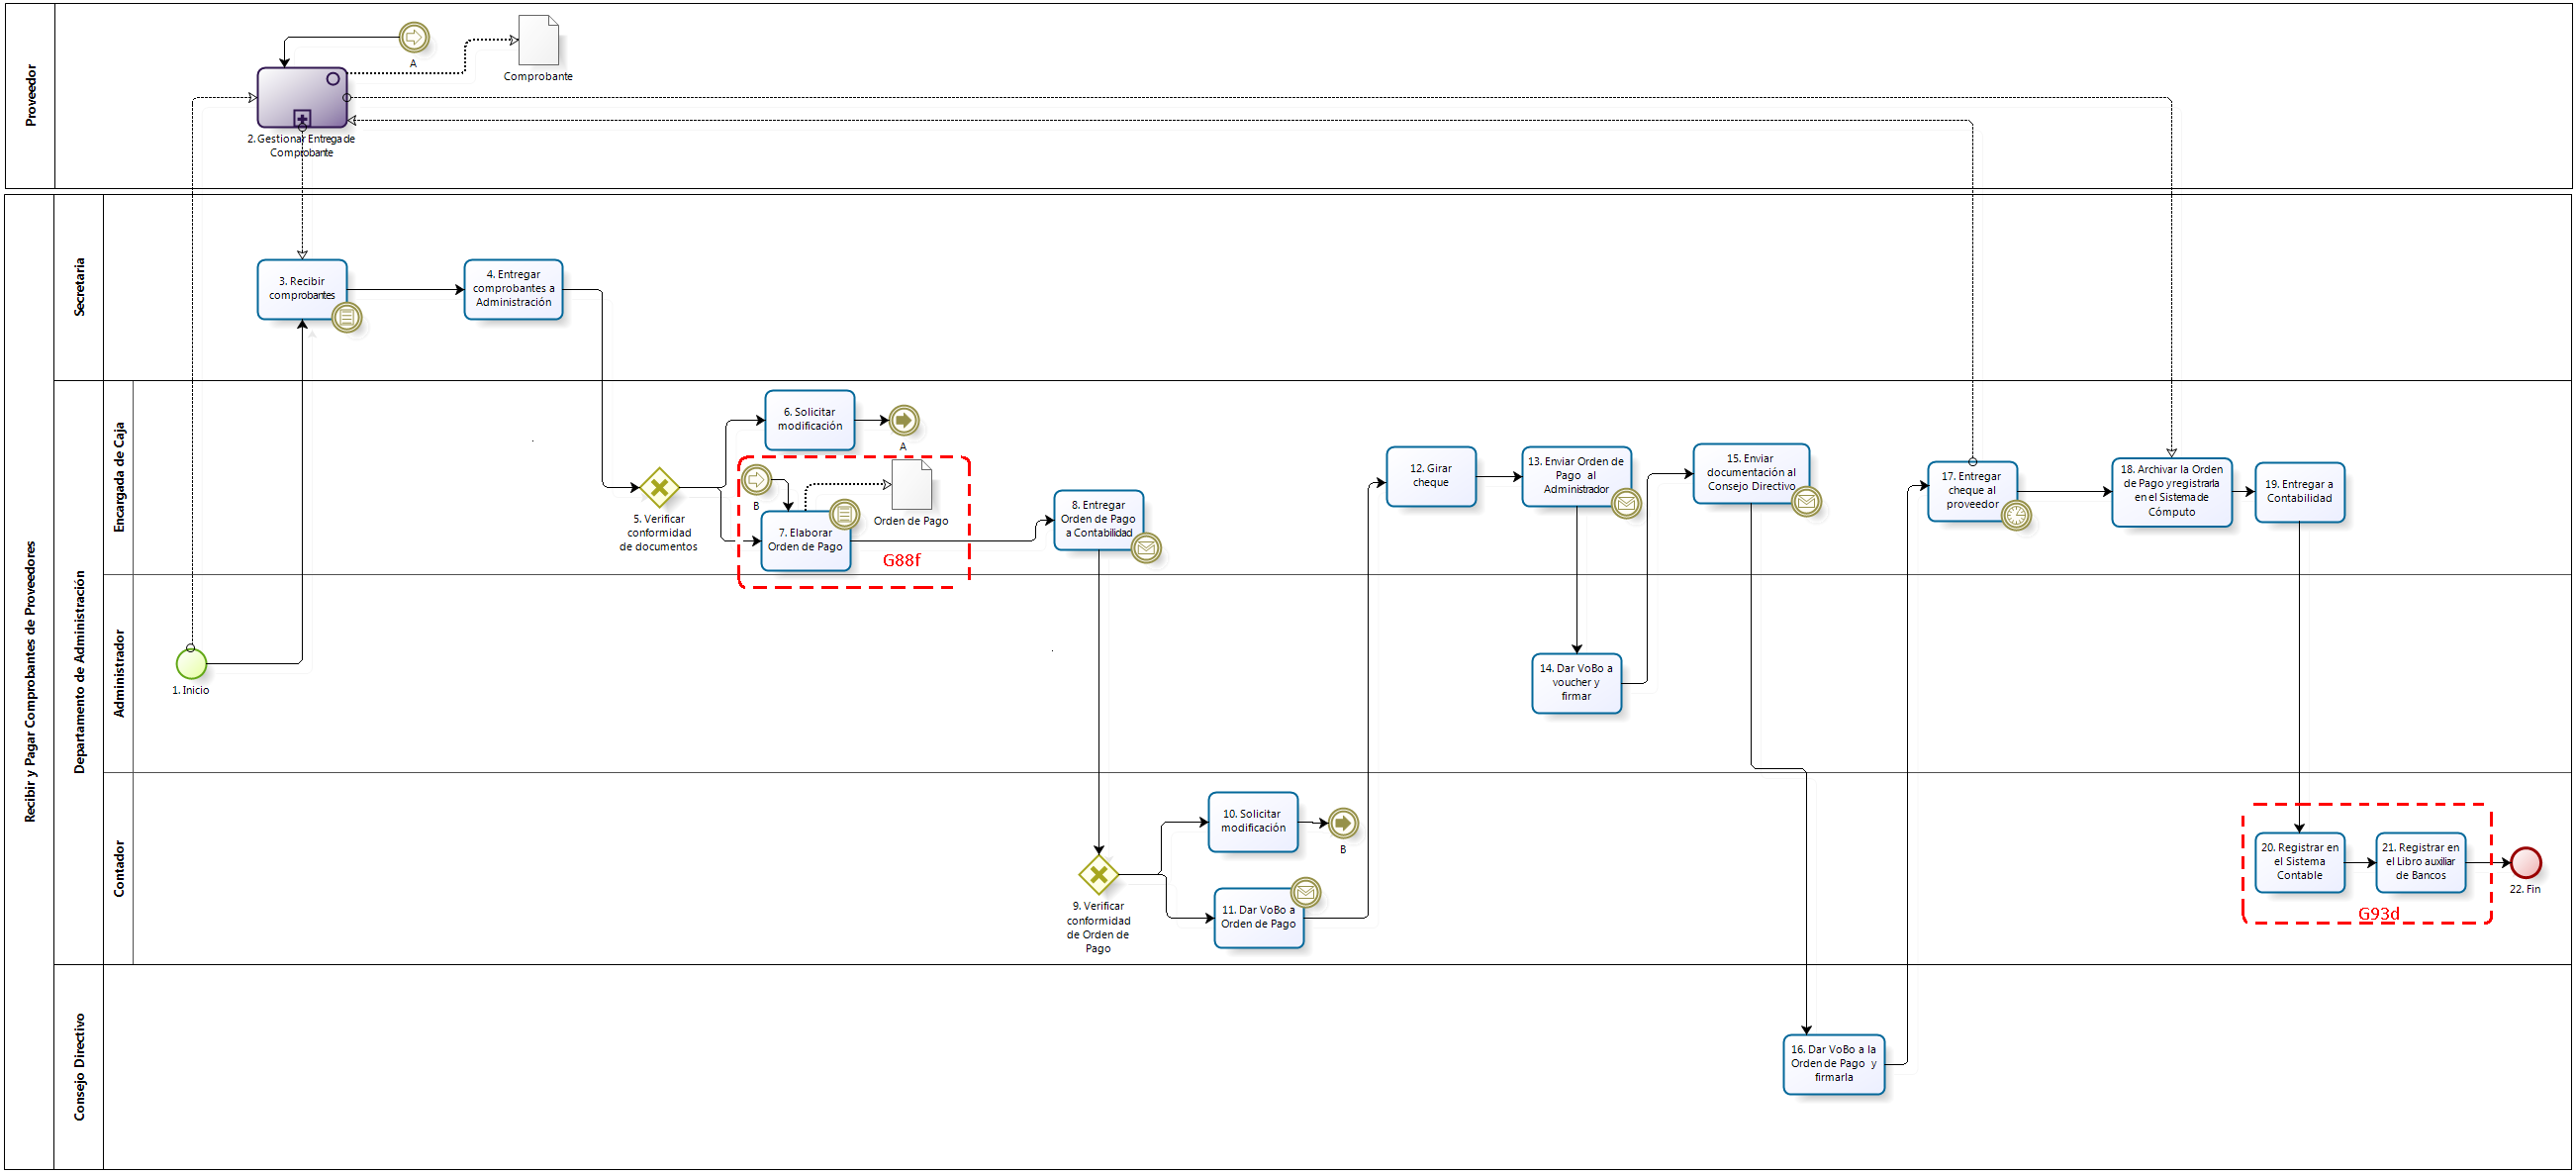 Proveedor
A
Comprobante
2. Gestionar Entrega de
Comprobante
Recibir y Pagar Comprobantes de Proveedores
Secretaria
3. Recibir
comprobantes
4. Entregar
comprobantes a
Administración
Departamento de Administración
Encargada de Caja
5. Verificar
conformidad
de documentos
6. Solicitar
modificación
A
B
7. Elaborar
Orden de Pago
Orden de Pago
G88f
8. Entregar
Orden de Pago
a Contabilidad
12. Girar
cheque
13. Enviar Orden de
Pago al
Administrador
15. Enviar
documentación al
Consejo Directivo
17. Entregar
cheque al
proveedor
18. Archivar la Orden
de Pago y registrarla
en el Sistema de
Cómputo
19. Entregar a
Contabilidad
Administrador
1. Inicio
14. Dar VoBo a
voucher y
firmar
Contador
9. Verificar
conformidad
de Orden de
Pago
10. Solicitar
modificación
B
11. Dar VoBo a
Orden de Pago
20. Registrar en
el Sistema
Contable
21. Registrar en
el Libro auxiliar
de Bancos
G93d
22. Fin
Consejo Directivo
16. Dar VoBo a la
Orden de Pago y
firmarla